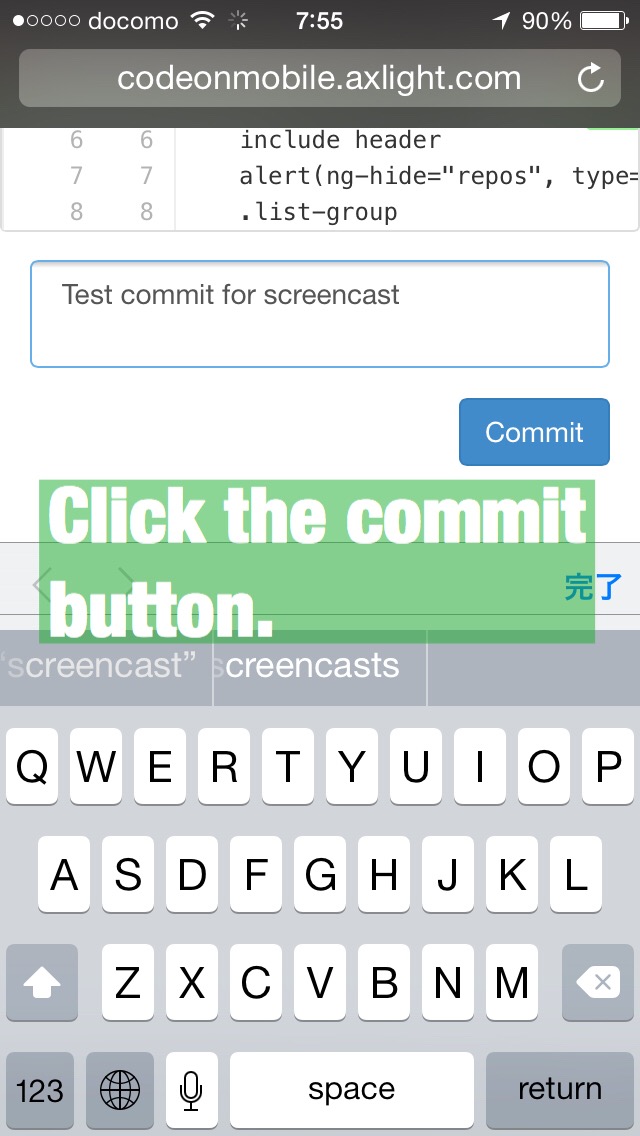 docomo 7:55 90%
codeonmobile.axlight.com
6 6 include header
7 7 alert(ng-hide="repos", type=
8 8 .list-group
Test commit for screencast
Commit
Click the commit
button.
完了
“screencast” screencasts
Q W E R T Y U I O P
A S D F G H J K L
Z X C V B N M
123 space return